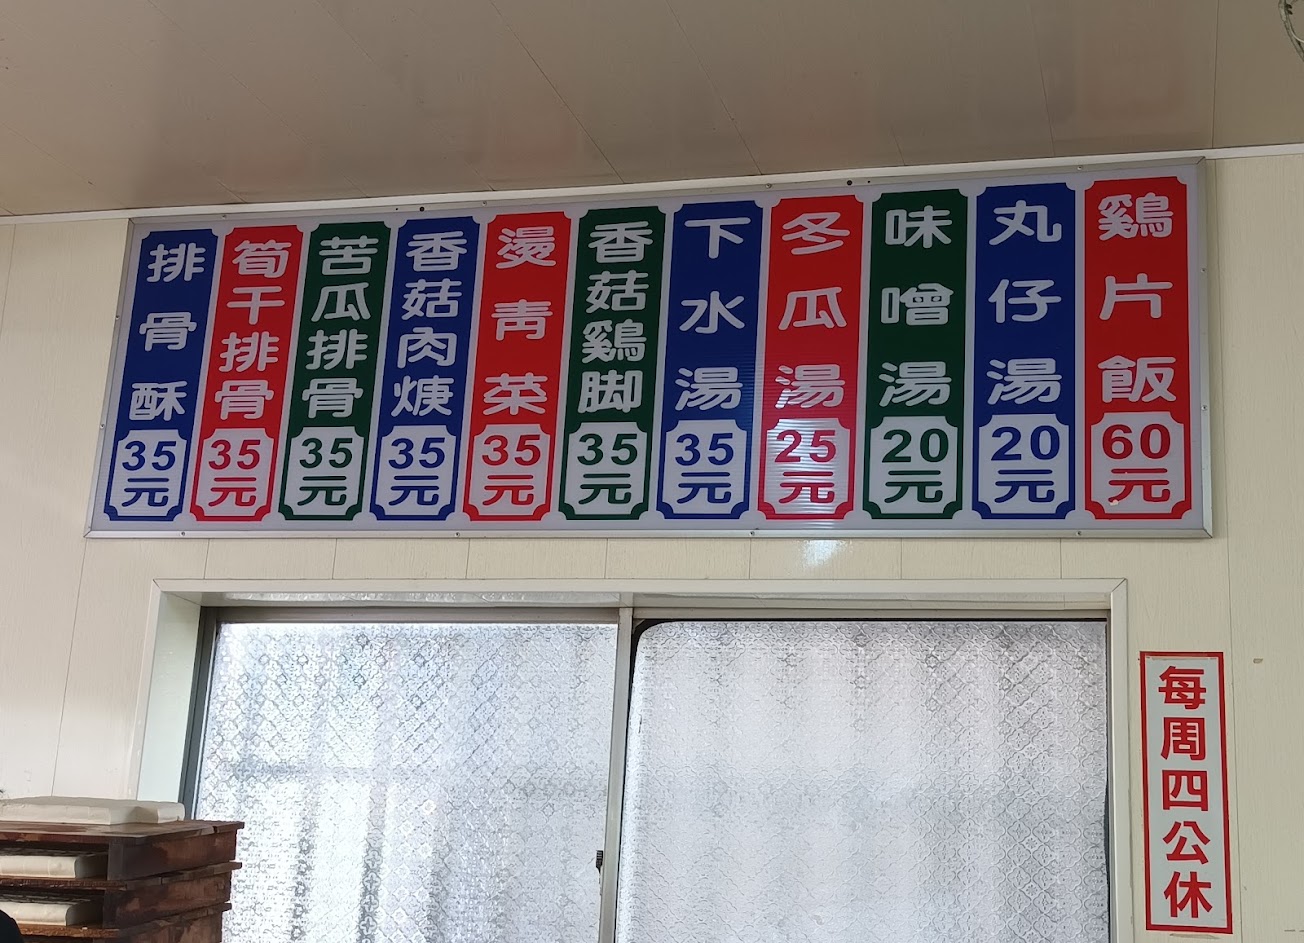 鷄片飯
60元
丸仔湯
20元
味噌湯
20元
冬瓜湯
25元
下水湯
35元
香菇鷄脚
35元
燙青菜
35元
香菇肉焿
35元
苦瓜排骨
35元
筍干排骨
35元
排骨酥
35元
每周四公休